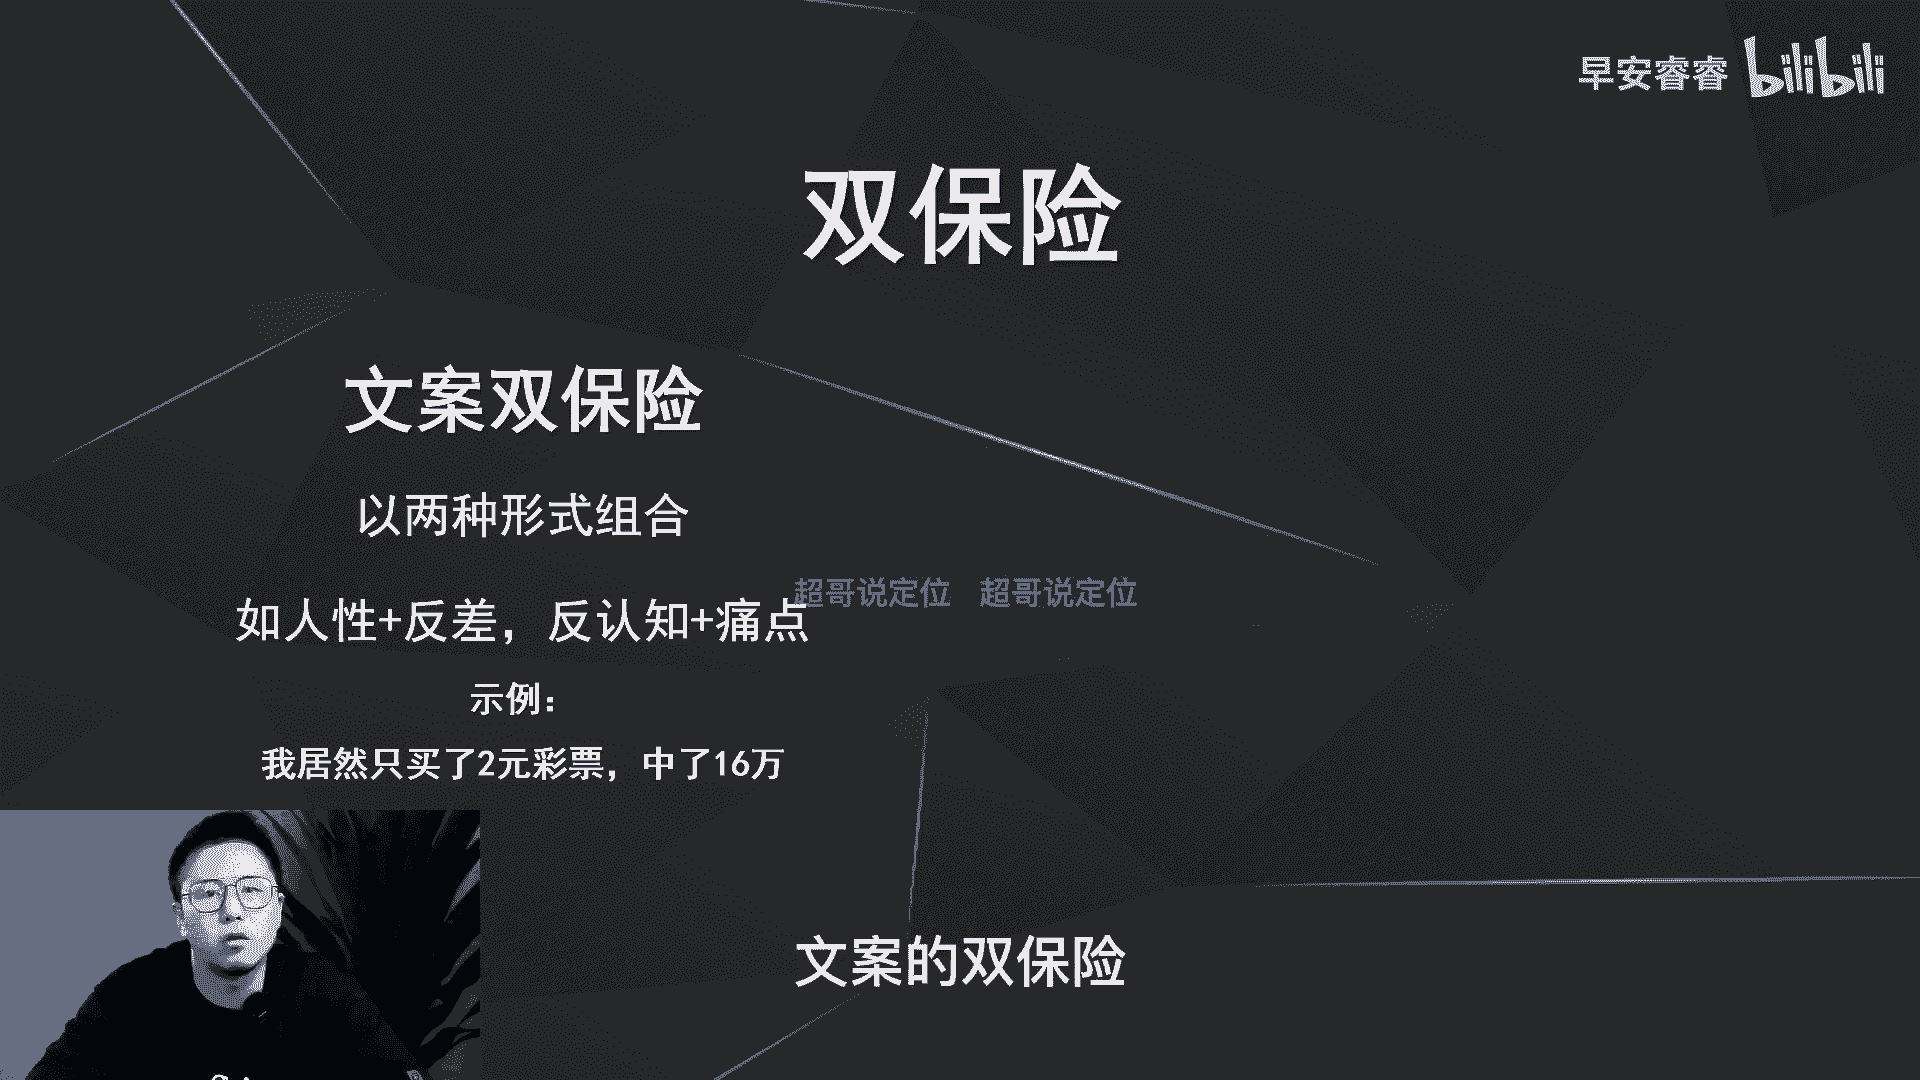 早安睿睿 bilibili
双保险
文案双保险
以两种形式组合
超哥说定位 超哥说定位
如人性+反差，反认知+痛点
示例：
我居然只买了2元彩票，中了16万
文案的双保险